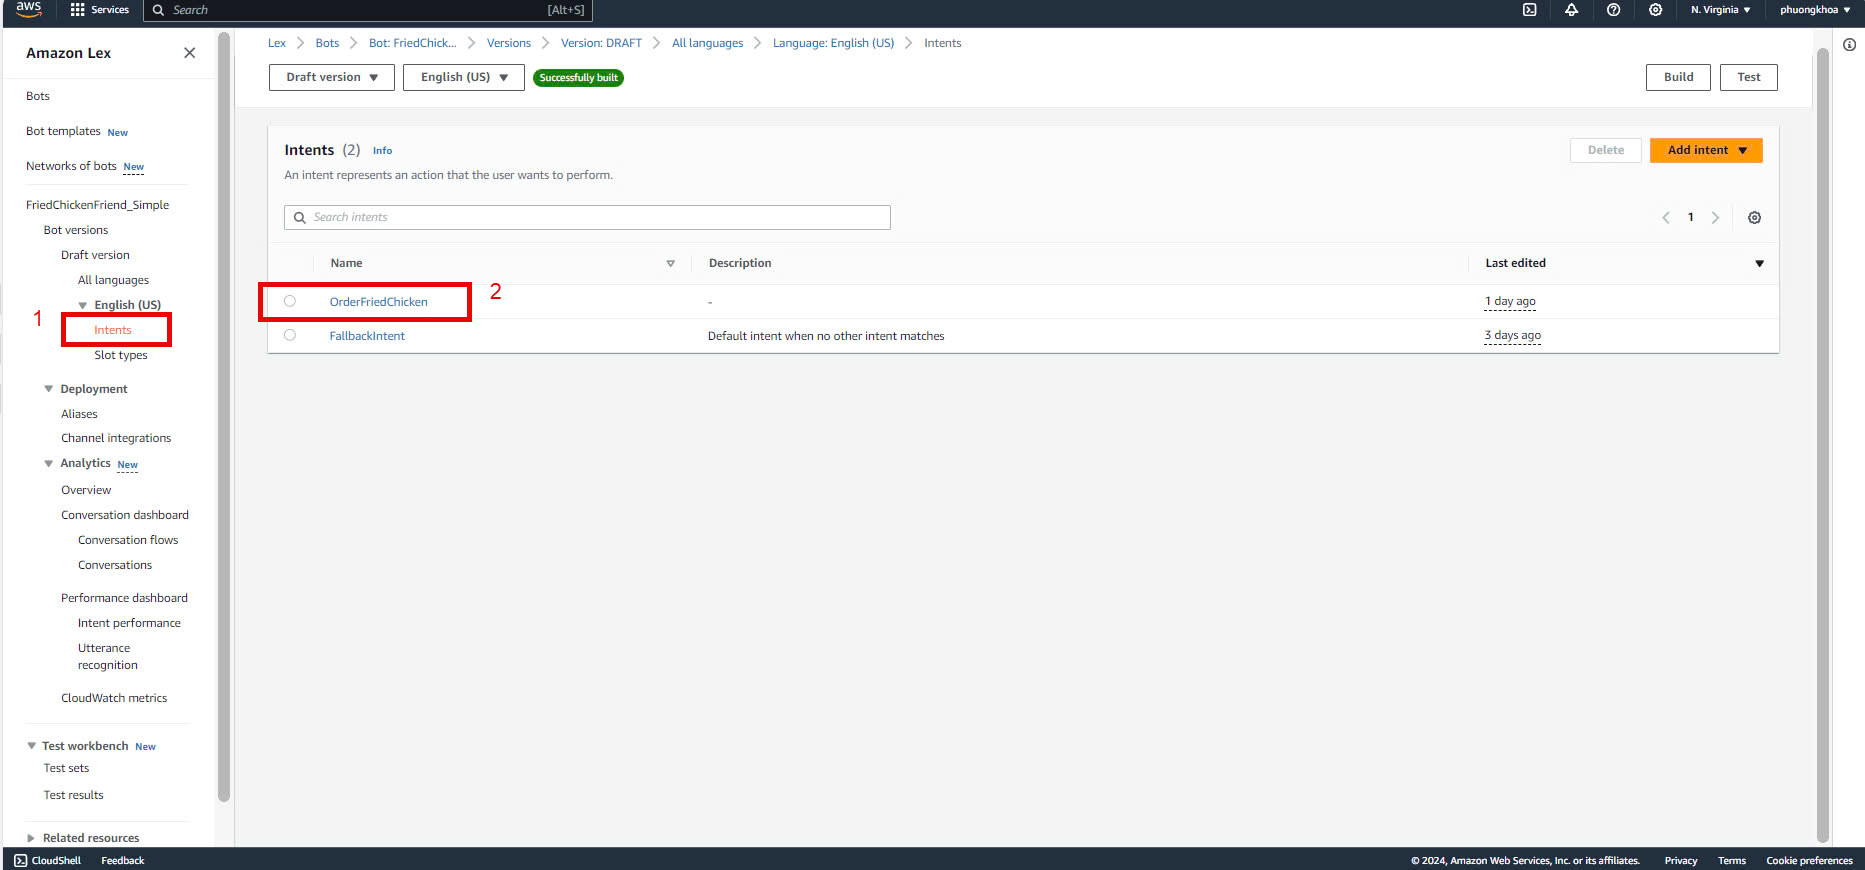 aws
Services
Search
[Alt+S]
N. Virginia
phuongkhoa
Amazon Lex
Bots
Bot templates New
Networks of bots New
FriedChickenFriend_Simple
Bot versions
Draft version
All languages
English (US)
1
Intents
Slot types
Deployment
Aliases
Channel integrations
Analytics New
Overview
Conversation dashboard
Conversation flows
Conversations
Performance dashboard
Intent performance
Utterance
recognition
CloudWatch metrics
Test workbench New
Test sets
Test results
Related resources
Lex Bots Bot: FriedChick... Versions Version: DRAFT All languages Language: English (US) Intents
Draft version English (US) Successfully built Build Test
Intents (2) Info Delete Add intent
An intent represents an action that the user wants to perform.
Search intents 1
Name Description Last edited
OrderFriedChicken 2 - 1 day ago
FallbackIntent Default intent when no other intent matches 3 days ago
CloudShell Feedback © 2024, Amazon Web Services, Inc. or its affiliates. Privacy Terms Cookie preferences